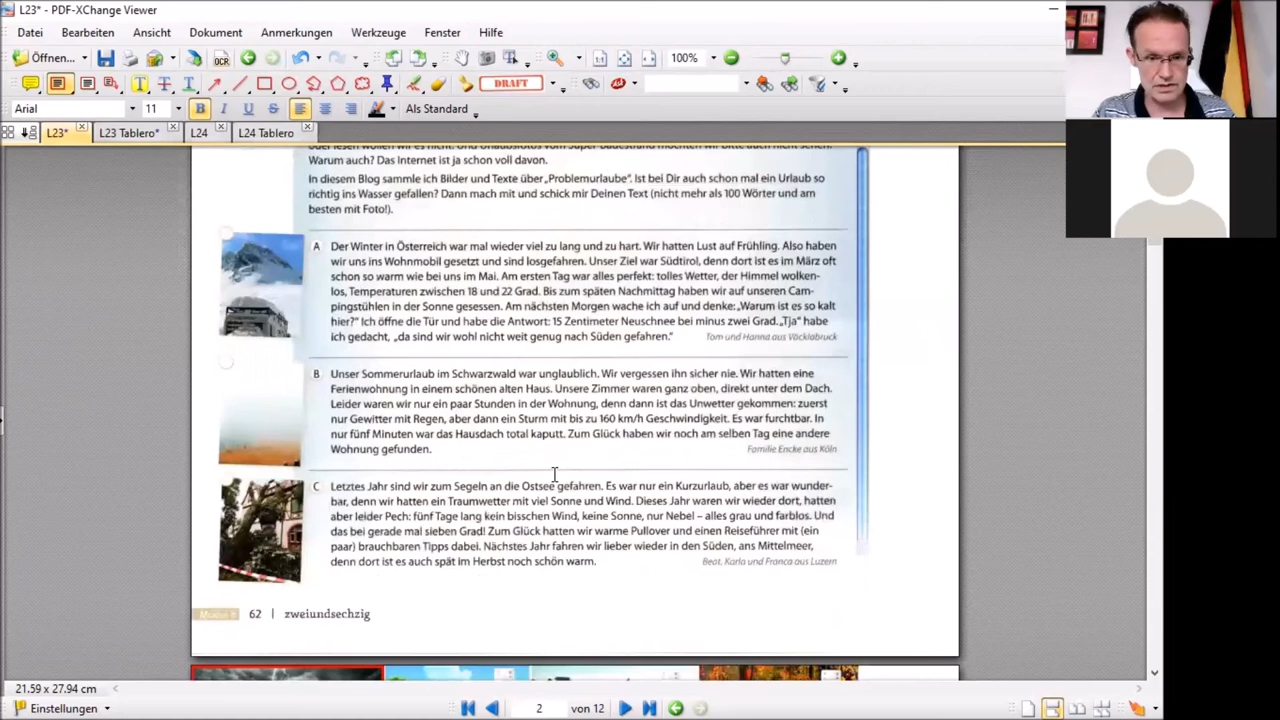 L23* - PDF-XChange Viewer
Datei Bearbeiten Ansicht Dokument Anmerkungen Werkzeuge Fenster Hilfe
Öffnen... OCR 1:1 100%
DRAFT
Arial 11 B I U Als Standard
L23* L23 Tablero* L24 L24 Tablero
oder lesen wollen wir es nicht. Und Urlaubsfotos vom Super-Badestrand möchten wir bitte auch nicht sehen.
Warum auch? Das Internet ist ja schon voll davon.
In diesem Blog sammle ich Bilder und Texte über „Problemurlaube“. Ist bei Dir auch schon mal ein Urlaub so
richtig ins Wasser gefallen? Dann mach mit und schick mir Deinen Text (nicht mehr als 100 Wörter und am
besten mit Foto!).
A Der Winter in Österreich war mal wieder viel zu lang und zu hart. Wir hatten Lust auf Frühling. Also haben
wir uns ins Wohnmobil gesetzt und sind losgefahren. Unser Ziel war Südtirol, denn dort ist es im März oft
schon so warm wie bei uns im Mai. Am ersten Tag war alles perfekt: tolles Wetter, der Himmel wolken-
los, Temperaturen zwischen 18 und 22 Grad. Bis zum späten Nachmittag haben wir auf unseren Cam-
pingstühlen in der Sonne gesessen. Am nächsten Morgen wache ich auf und denke: „Warum ist es so kalt
hier?“ Ich öffne die Tür und habe die Antwort: 15 Zentimeter Neuschnee bei minus zwei Grad. „Tja“ habe
ich gedacht, „da sind wir wohl nicht weit genug nach Süden gefahren.“ Tom und Hanna aus Vöcklabruck
B Unser Sommerurlaub im Schwarzwald war unglaublich. Wir vergessen ihn sicher nie. Wir hatten eine
Ferienwohnung in einem schönen alten Haus. Unsere Zimmer waren ganz oben, direkt unter dem Dach.
Leider waren wir nur ein paar Stunden in der Wohnung, denn dann ist das Unwetter gekommen: zuerst
nur Gewitter mit Regen, aber dann ein Sturm mit bis zu 160 km/h Geschwindigkeit. Es war furchtbar. In
nur fünf Minuten war das Hausdach total kaputt. Zum Glück haben wir noch am selben Tag eine andere
Wohnung gefunden. Familie Encke aus Köln
C Letztes Jahr sind wir zum Segeln an die Ostsee gefahren. Es war nur ein Kurzurlaub, aber es war wunder-
bar, denn wir hatten ein Traumwetter mit viel Sonne und Wind. Dieses Jahr waren wir wieder dort, hatten
aber leider Pech: fünf Tage lang kein bisschen Wind, keine Sonne, nur Nebel – alles grau und farblos. Und
das bei gerade mal sieben Grad! Zum Glück hatten wir warme Pullover und einen Reiseführer mit (ein
paar) brauchbaren Tipps dabei. Nächstes Jahr fahren wir lieber wieder in den Süden, ans Mittelmeer,
denn dort ist es auch spät im Herbst noch schön warm. Beat, Karla und Franca aus Luzern
62 | zweiundsechzig
21.59 x 27.94 cm
Einstellungen 2 von 12